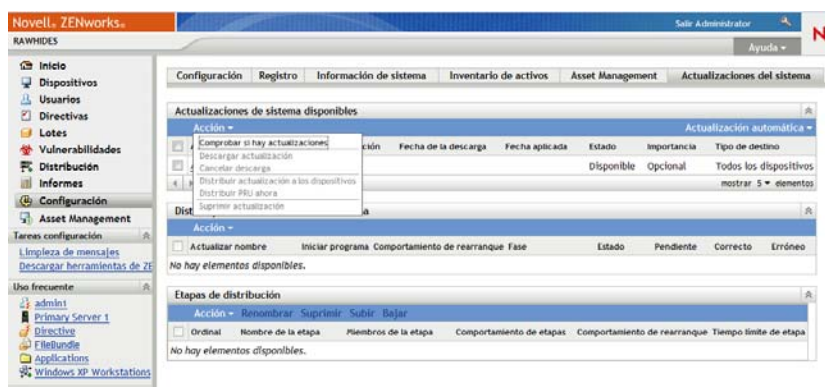 Novell® ZENworks®
Salir Administrator
RAWHIDES
Ayuda
N
Inicio
Dispositivos
Usuarios
Directivas
Lotes
Vulnerabilidades
Distribución
Informes
Configuración
Asset Management
Tareas configuración
Limpieza de mensajes
Descargar herramientas de ZE
Uso frecuente
admin1
Primary Server 1
Directive
FileBundle
Applications
Windows XP Workstations
Configuración Registro Información de sistema Inventario de activos Asset Management Actualizaciones del sistema
Actualizaciones de sistema disponibles
Acción Actualización automática
Comprobar si hay actualizaciones
Descargar actualización
Cancelar descarga
Distribuir actualización a los dispositivos
Distribuir PRU ahora
Suprimir actualización
ción Fecha de la descarga Fecha aplicada Estado Importancia Tipo de destino
Disponible Opcional Todos los dispositivos
mostrar 5 elementos
Dist a
Acción
Actualizar nombre Iniciar programa Comportamiento de rearranque Fase Estado Pendiente Correcto Erróneo
No hay elementos disponibles.
Etapas de distribución
Acción Renombrar Suprimir Subir Bajar
Ordinal Nombre de la etapa Miembros de la etapa Comportamiento de etapas Comportamiento de rearranque Tiempo límite de etapa
No hay elementos disponibles.